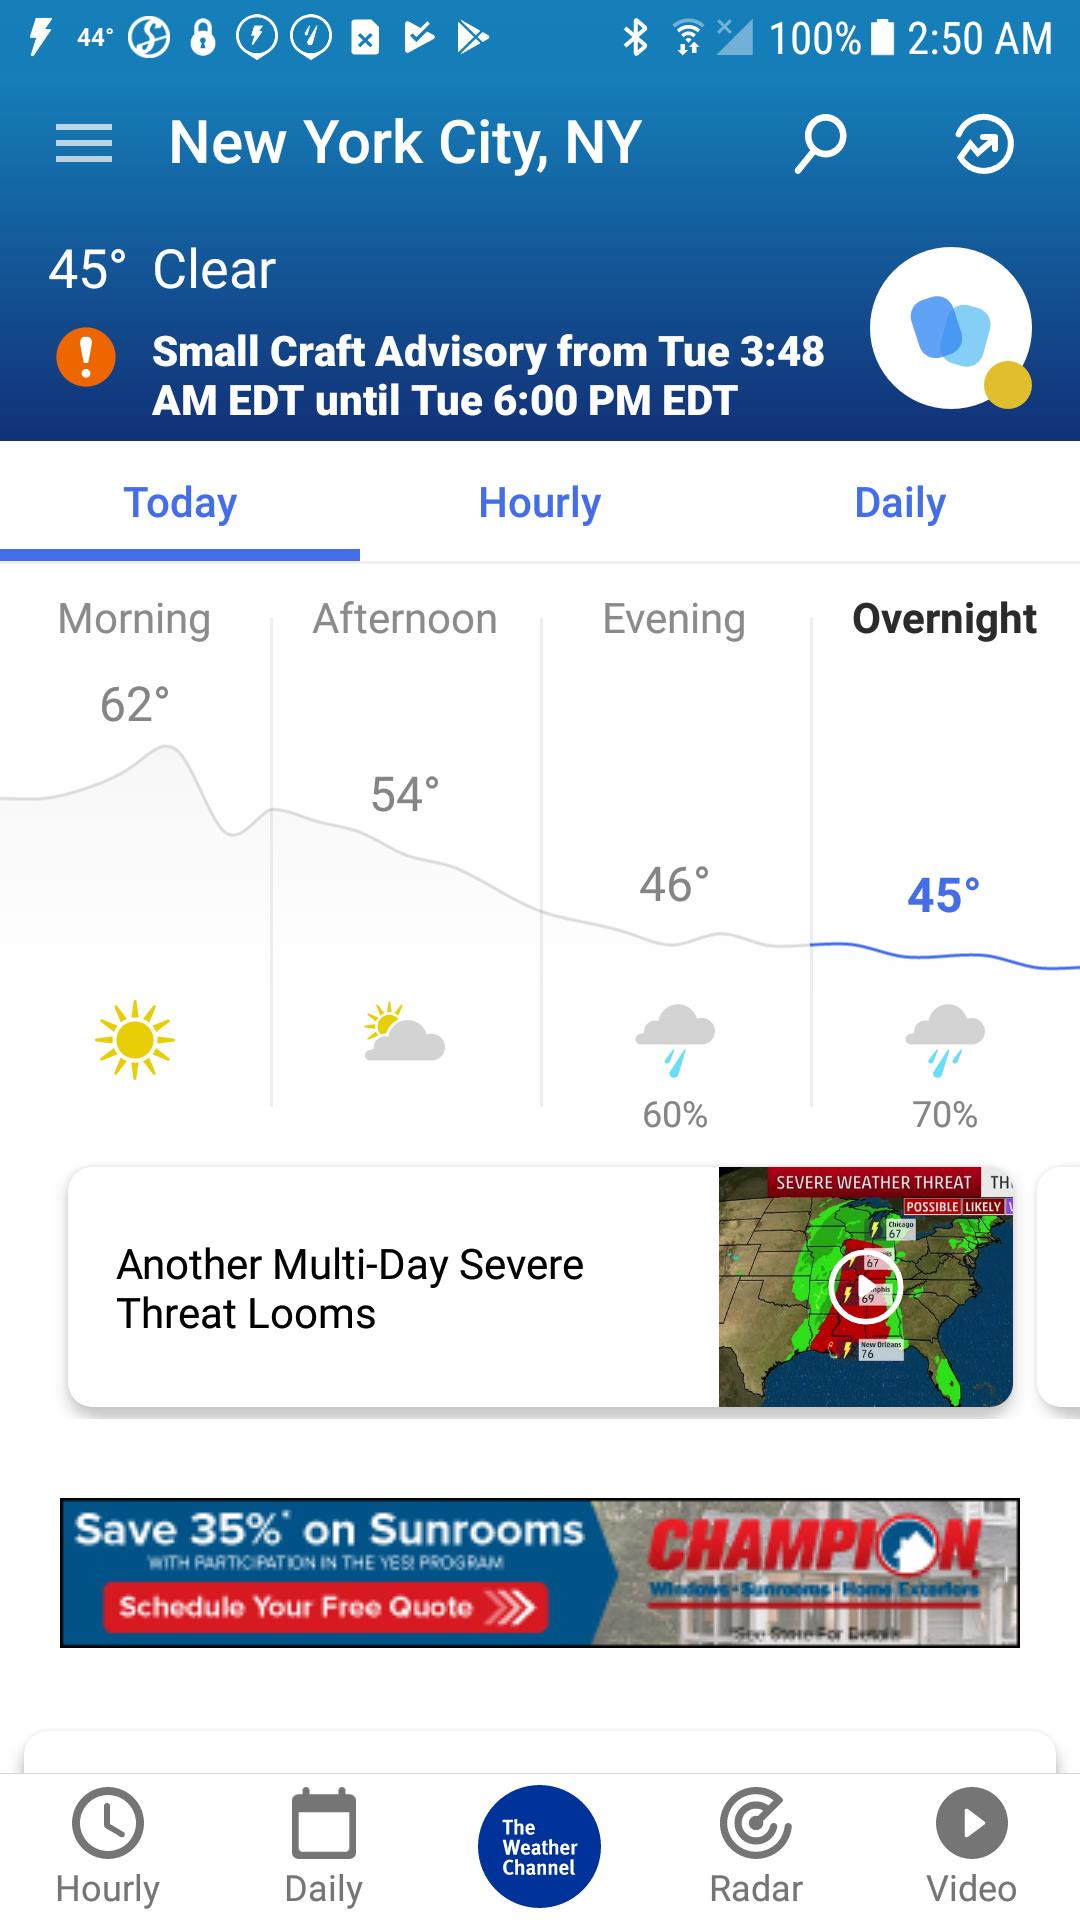 44°
100%
2:50 AM
New York City, NY
45° Clear
Small Craft Advisory from Tue 3:48
AM EDT until Tue 6:00 PM EDT
Today
Hourly
Daily
Morning
Afternoon
Evening
Overnight
62°
54°
46°
45°
60%
70%
Another Multi-Day Severe
Threat Looms
SEVERE WEATHER THREAT
POSSIBLE LIKELY
Chicago
67
67
69
New Orleans
76
Save 35%* on Sunrooms
WITH PARTICIPATION IN THE YES! PROGRAM
Schedule Your Free Quote
CHAMPION
Windows • Sunrooms • Home Exteriors
*See Store For Details
Hourly
Daily
The
Weather
Channel
Radar
Video